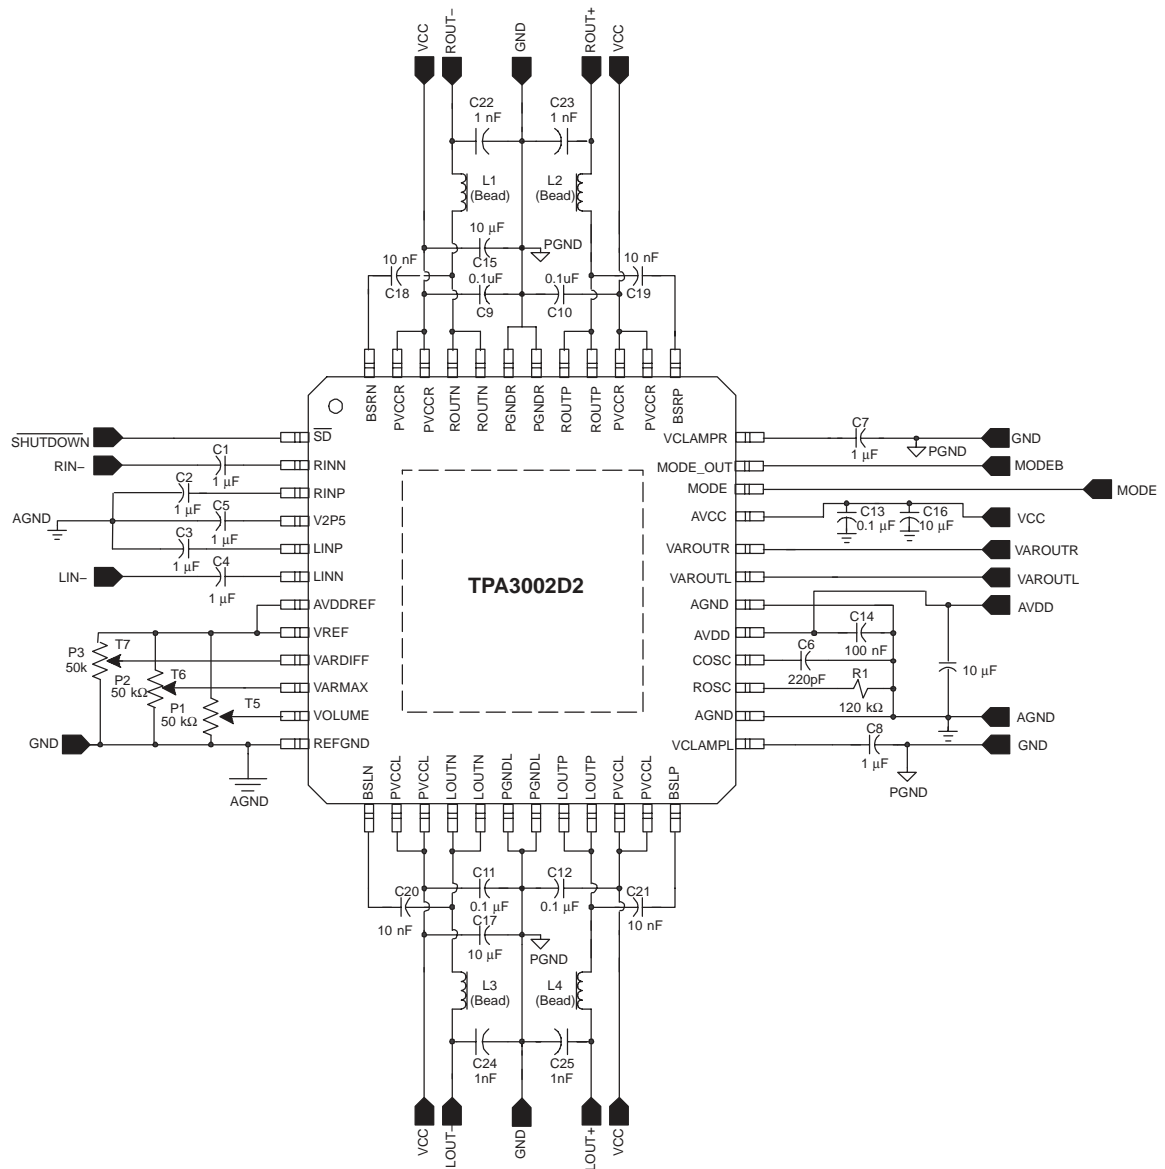 VCC
ROUT−
GND
ROUT+
VCC
C22
1 nF
C23
1 nF
L1
(Bead)
L2
(Bead)
10 μF
C15
PGND
10 nF
C18
0.1uF
C9
0.1uF
C10
10 nF
C19
BSRN
PVCCR
PVCCR
ROUTN
ROUTN
PGNDR
PGNDR
ROUTP
ROUTP
PVCCR
PVCCR
BSRP
SHUTDOWN
SD
RIN−
C1
1 μF
RINN
C2
1 μF
RINP
AGND
C5
1 μF
V2P5
C3
1 μF
LINP
LIN−
C4
1 μF
LINN
AVDDREF
VREF
P3
50k
T7
VARDIFF
P2
50 kΩ
T6
VARMAX
P1
50 kΩ
T5
VOLUME
GND
REFGND
AGND
TPA3002D2
VCLAMPR
C7
1 μF
PGND
GND
MODE_OUT
MODEB
MODE
MODE
AVCC
C13
0.1 μF
C16
10 μF
VCC
VAROUTR
VAROUTR
VAROUTL
VAROUTL
AGND
AVDD
AVDD
C14
100 nF
COSC
C6
220pF
10 μF
ROSC
R1
120 kΩ
AGND
AGND
VCLAMPL
C8
1 μF
PGND
GND
BSLN
PVCCL
PVCCL
LOUTN
LOUTN
PGNDL
PGNDL
LOUTP
LOUTP
PVCCL
PVCCL
BSLP
C20
10 nF
C11
0.1 μF
C12
0.1 μF
C21
10 nF
C17
10 μF
PGND
L3
(Bead)
L4
(Bead)
C24
1nF
C25
1nF
VCC
LOUT−
GND
LOUT+
VCC